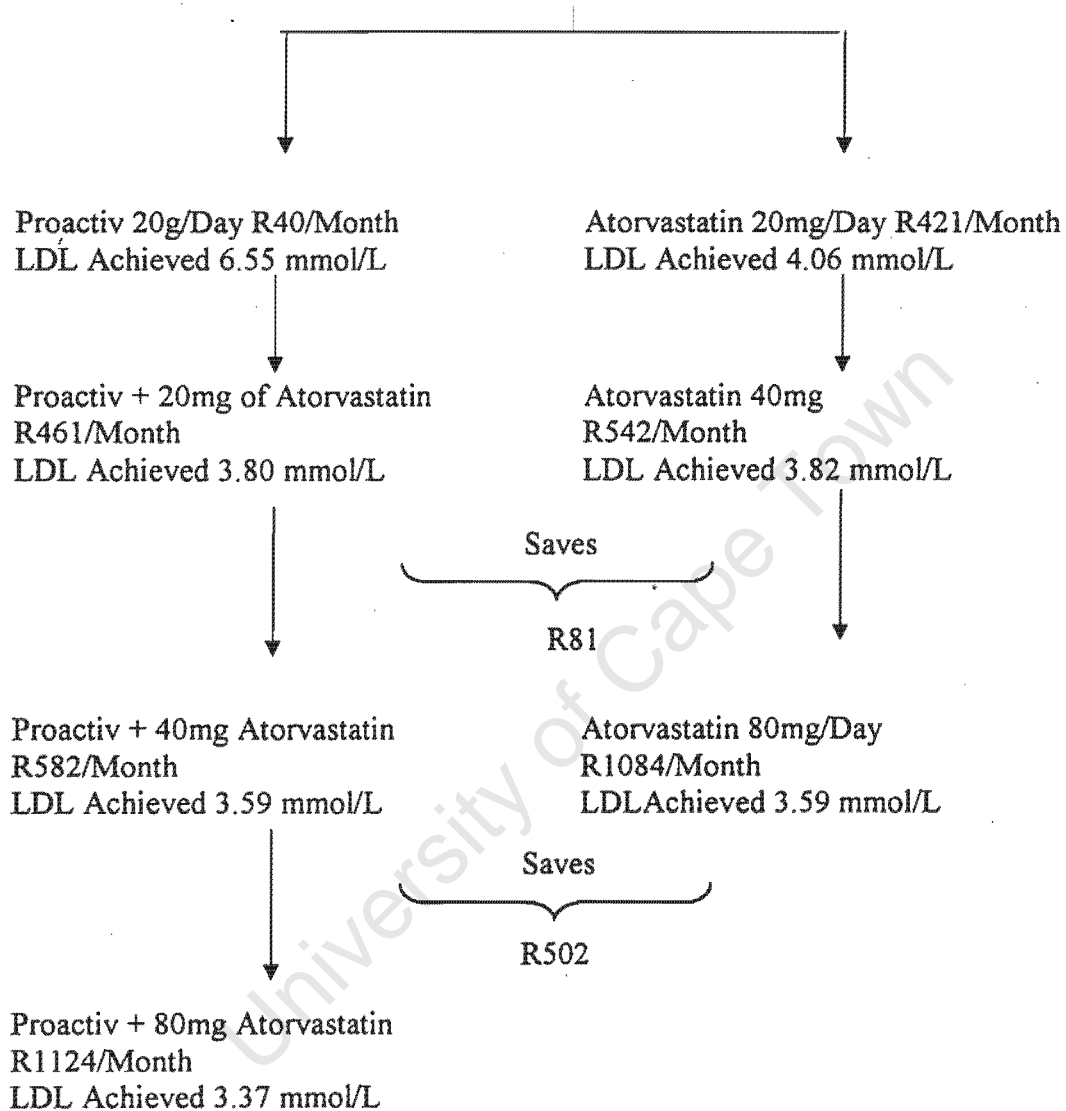 Proactiv 20g/Day R40/Month
LDL Achieved 6.55 mmol/L
Atorvastatin 20mg/Day R421/Month
LDL Achieved 4.06 mmol/L
Proactiv + 20mg of Atorvastatin
R461/Month
LDL Achieved 3.80 mmol/L
Atorvastatin 40mg
R542/Month
LDL Achieved 3.82 mmol/L
Saves
R81
Proactiv + 40mg Atorvastatin
R582/Month
LDL Achieved 3.59 mmol/L
Atorvastatin 80mg/Day
R1084/Month
LDLAchieved 3.59 mmol/L
Saves
R502
Proactiv + 80mg Atorvastatin
R1124/Month
LDL Achieved 3.37 mmol/L
University of Cape Town